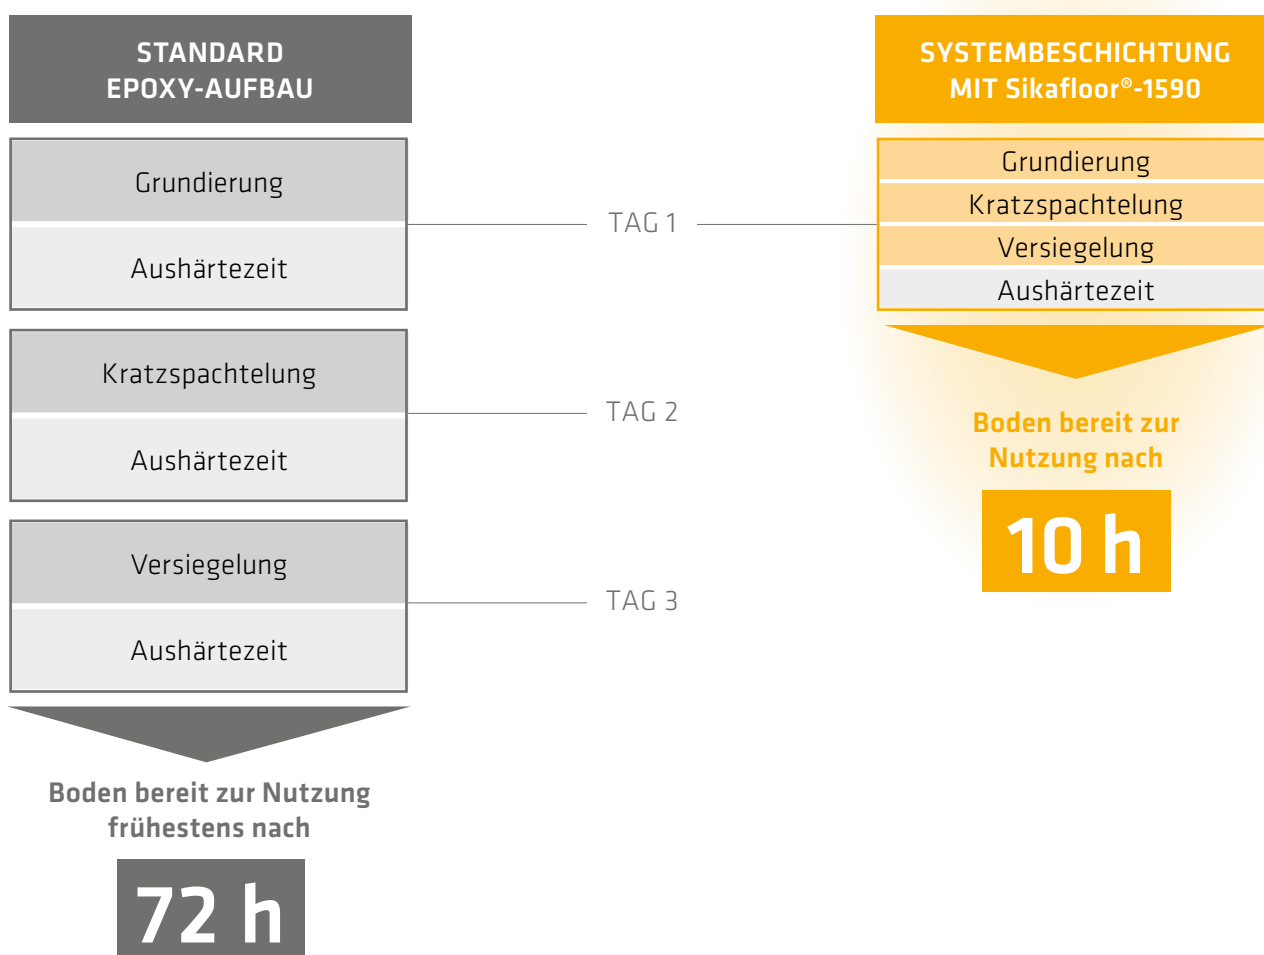 STANDARD
EPOXY-AUFBAU
Grundierung
Aushärtezeit
Kratzspachtelung
Aushärtezeit
Versiegelung
Aushärtezeit
Boden bereit zur Nutzung
frühestens nach
72 h
TAG 1
TAG 2
TAG 3
SYSTEMBESCHICHTUNG
MIT Sikafloor®-1590
Grundierung
Kratzspachtelung
Versiegelung
Aushärtezeit
Boden bereit zur
Nutzung nach
10 h